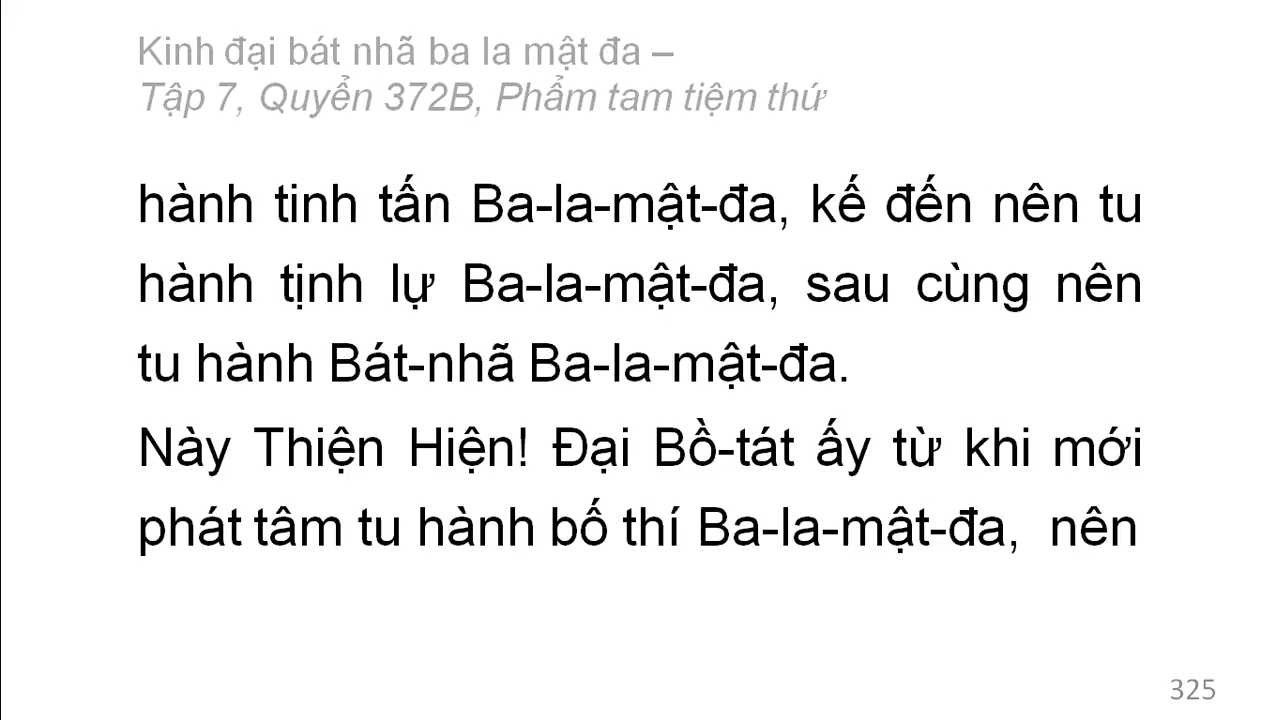 Kinh đại bát nhã ba la mật đa –
Tập 7, Quyển 372B, Phẩm tam tiệm thứ
hành tinh tấn Ba-la-mật-đa, kế đến nên tu
hành tịnh lự Ba-la-mật-đa, sau cùng nên
tu hành Bát-nhã Ba-la-mật-đa.
Này Thiện Hiện! Đại Bồ-tát ấy từ khi mới
phát tâm tu hành bố thí Ba-la-mật-đa, nên
325